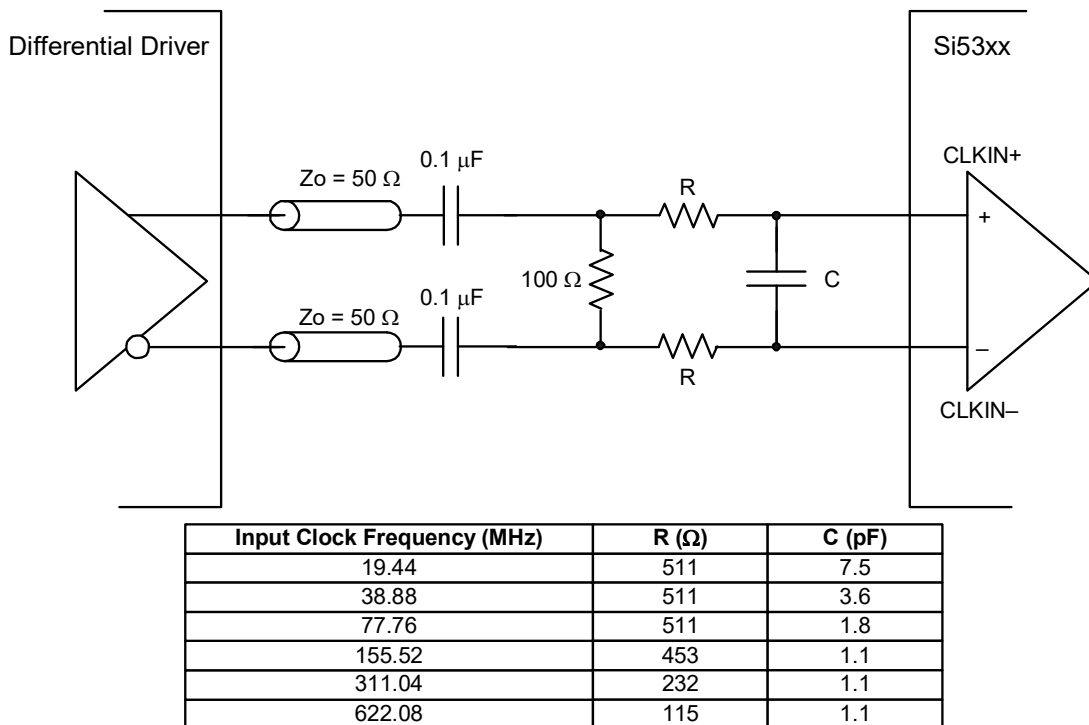 Differential Driver
Si53xx
0.1 μF
CLKIN+
Zo = 50 Ω
R
+
100 Ω
C
0.1 μF
Zo = 50 Ω
–
R
CLKIN–
Input Clock Frequency (MHz) R (Ω) C (pF)
19.44 511 7.5
38.88 511 3.6
77.76 511 1.8
155.52 453 1.1
311.04 232 1.1
622.08 115 1.1